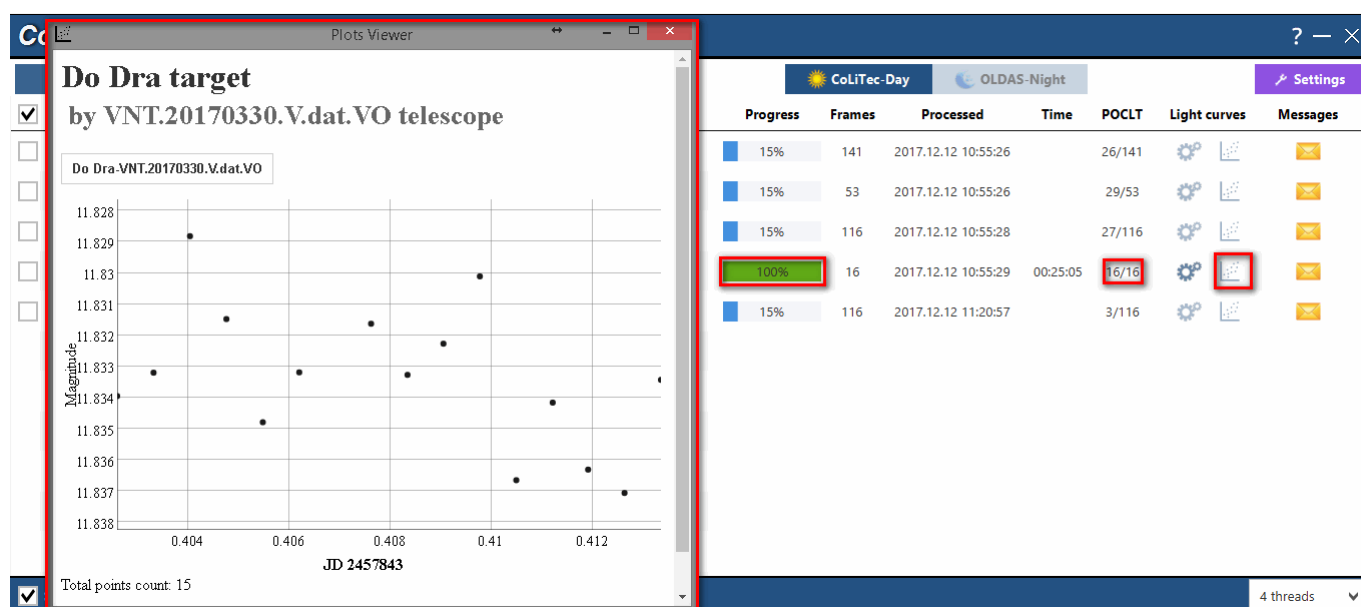 Co
Plots Viewer
? — ×
Do Dra target
by VNT.20170330.V.dat.VO telescope
Do Dra-VNT.20170330.V.dat.VO
CoLiTec-Day
OLDAS-Night
Settings
Progress Frames Processed Time POCLT Light curves Messages
15% 141 2017.12.12 10:55:26 26/141
15% 53 2017.12.12 10:55:26 29/53
15% 116 2017.12.12 10:55:28 27/116
100% 16 2017.12.12 10:55:29 00:25:05 16/16
15% 116 2017.12.12 11:20:57 3/116
Magnitude
11.828
11.829
11.83
11.831
11.832
11.833
11.834
11.835
11.836
11.837
11.838
0.404 0.406 0.408 0.41 0.412
JD 2457843
Total points count: 15
4 threads